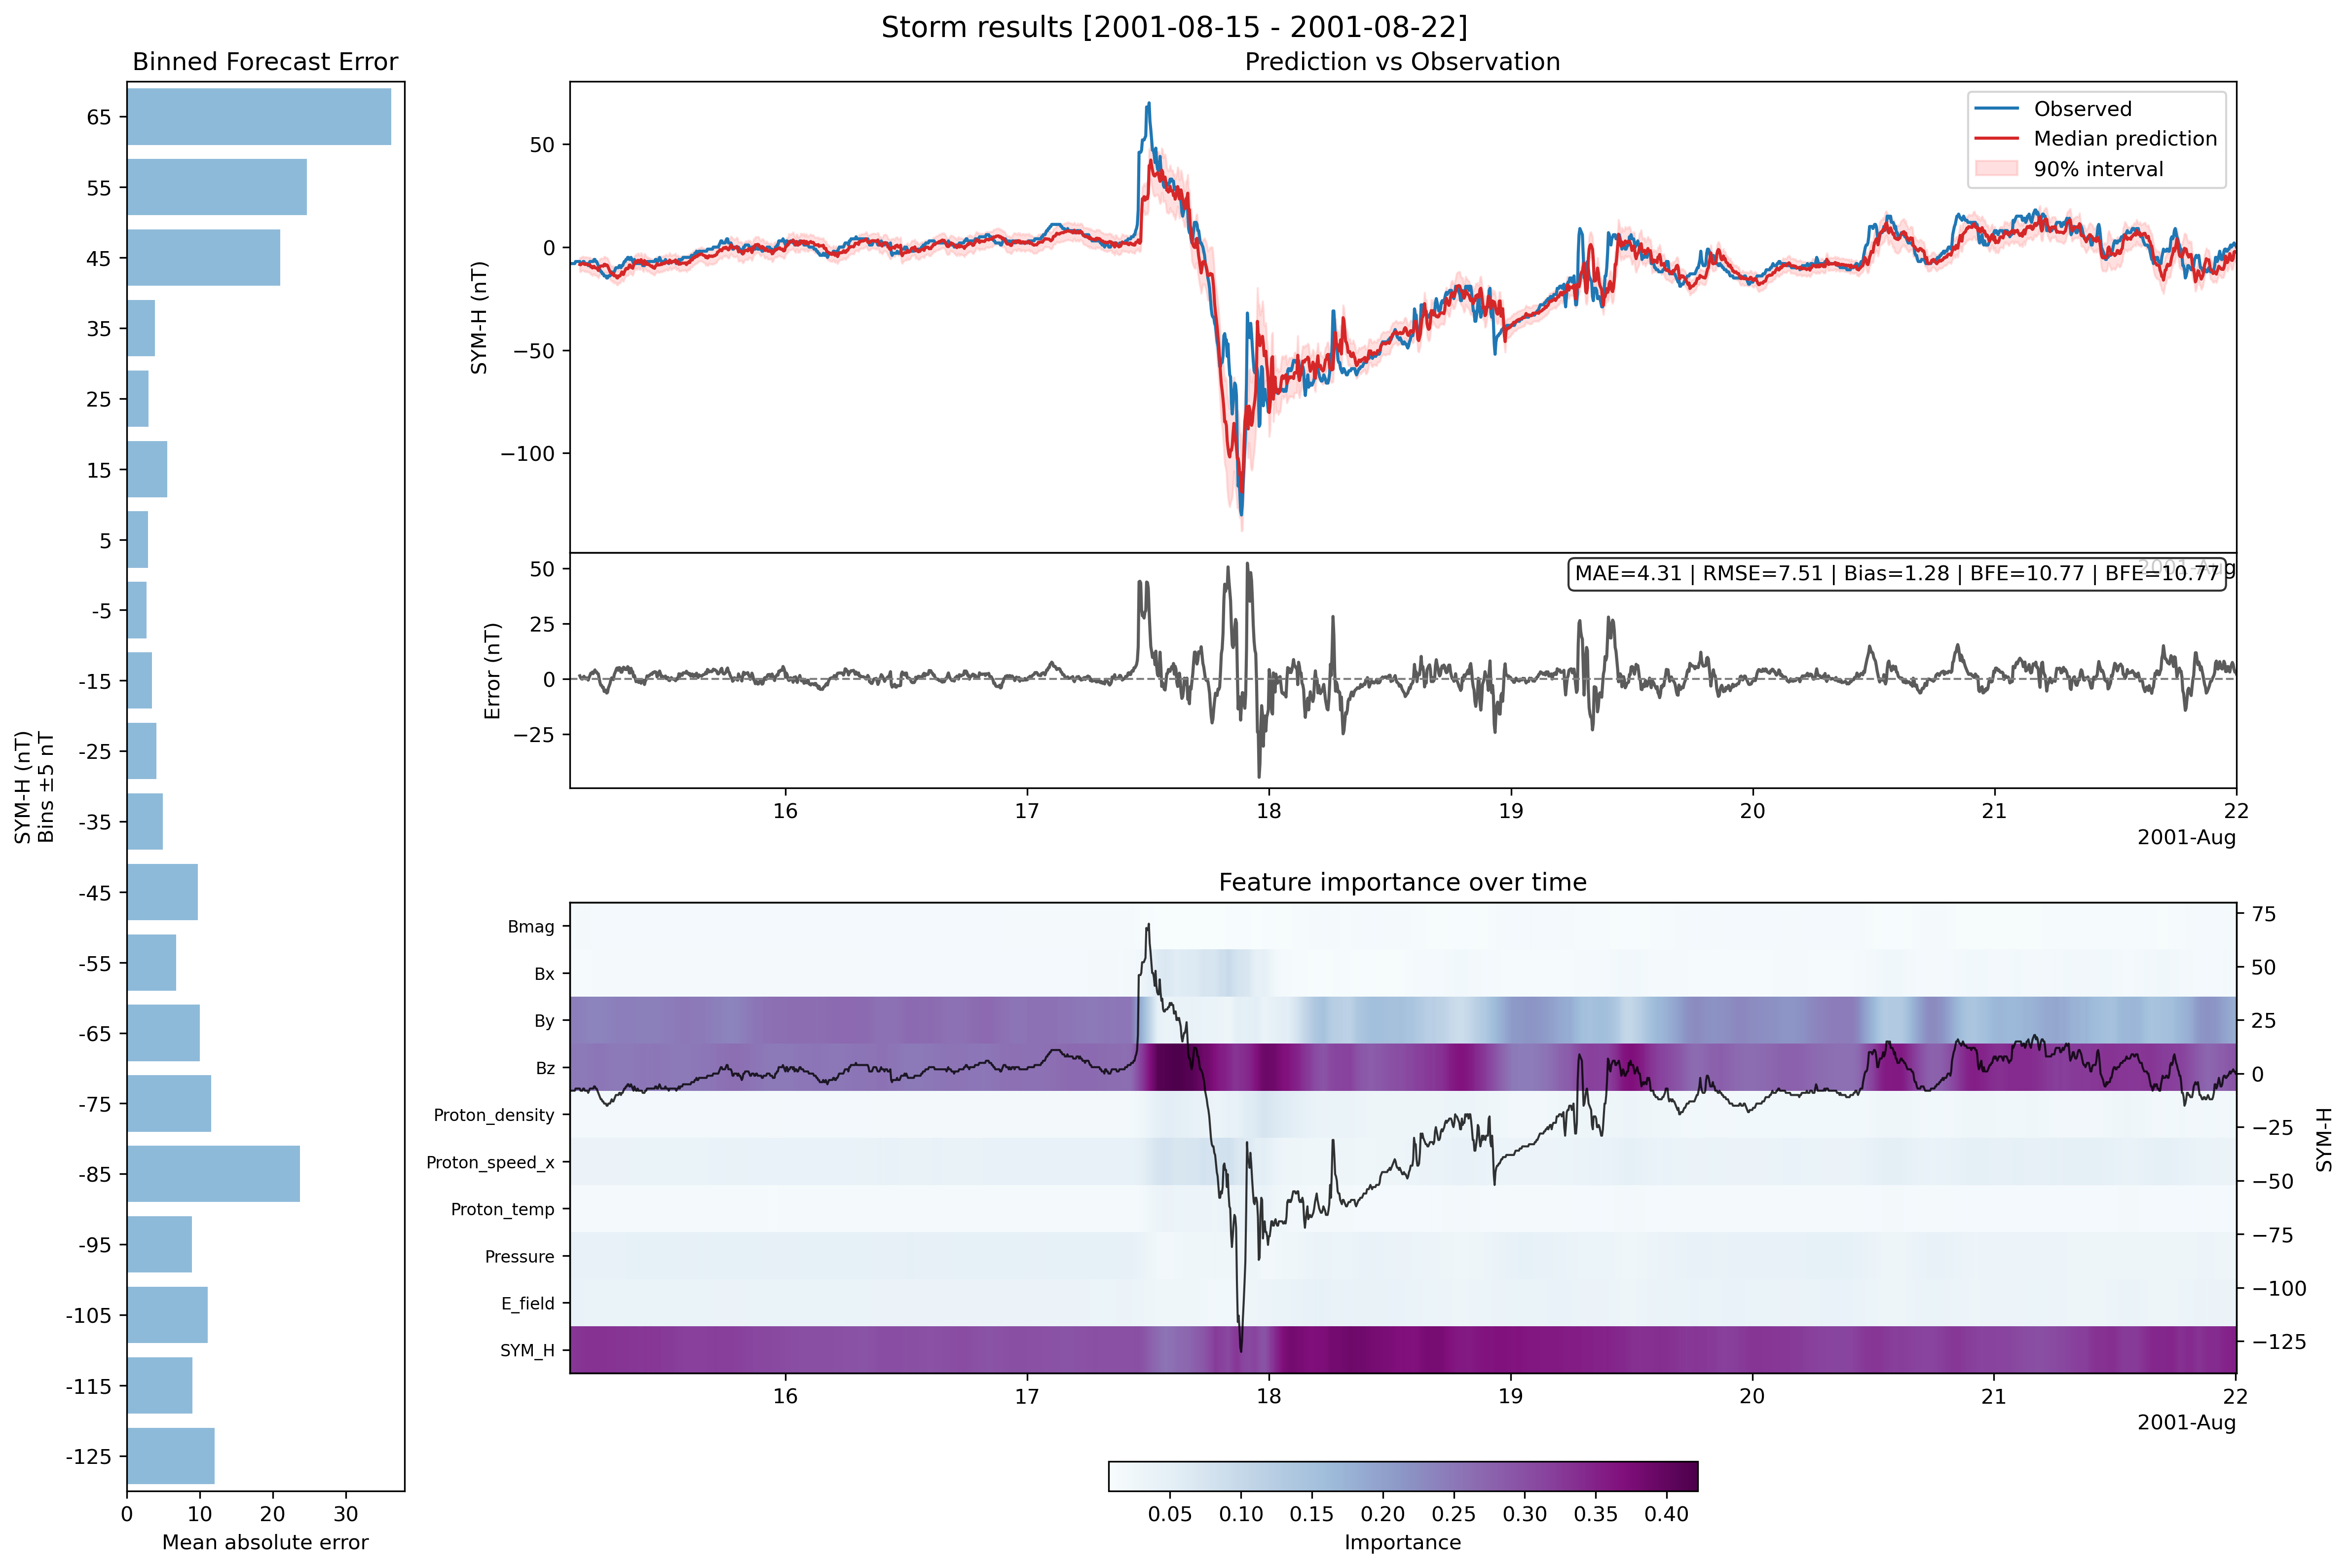 Storm results [2001-08-15 - 2001-08-22]
Binned Forecast Error
65
55
45
35
25
15
5
-5
-15
-25
-35
-45
-55
-65
-75
-85
-95
-105
-115
-125
SYM-H (nT)
Bins ±5 nT
0 10 20 30
Mean absolute error
Prediction vs Observation
Observed
Median prediction
90% interval
50
0
−50
−100
SYM-H (nT)
2001-Aug
MAE=4.31 | RMSE=7.51 | Bias=1.28 | BFE=10.77 | BFE=10.77
50
25
0
−25
Error (nT)
16 17 18 19 20 21 22
2001-Aug
Feature importance over time
Bmag
Bx
By
Bz
Proton_density
Proton_speed_x
Proton_temp
Pressure
E_field
SYM_H
75
50
25
0
−25
−50
−75
−100
−125
SYM-H
16 17 18 19 20 21 22
2001-Aug
0.05 0.10 0.15 0.20 0.25 0.30 0.35 0.40
Importance